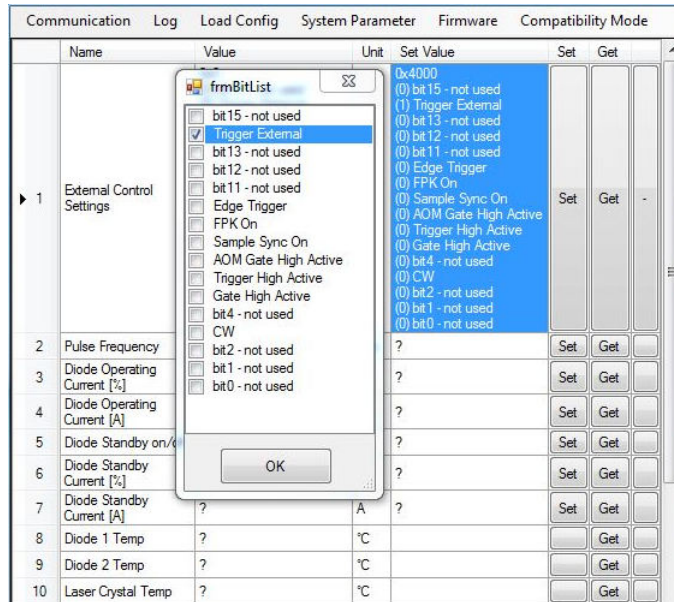 Communication Log Load Config System Parameter Firmware Compatibility Mode
Name Value Unit Set Value Set Get
frmBitList
bit15 - not used
Trigger External
bit13 - not used
bit12 - not used
bit11 - not used
Edge Trigger
FPK On
Sample Sync On
AOM Gate High Active
Trigger High Active
Gate High Active
bit4 - not used
CW
bit2 - not used
bit1 - not used
bit0 - not used
OK
1 External Control
Settings
0x4000
(0) bit15 - not used
(1) Trigger External
(0) bit13 - not used
(0) bit12 - not used
(0) bit11 - not used
(0) Edge Trigger
(0) FPK On
(0) Sample Sync On
(0) AOM Gate High Active
(0) Trigger High Active
(0) Gate High Active
(0) bit4 - not used
(0) CW
(0) bit2 - not used
(0) bit1 - not used
(0) bit0 - not used
Set Get -
2 Pulse Frequency ? Set Get
3 Diode Operating
Current [%] ? Set Get
4 Diode Operating
Current [A] ? Set Get
5 Diode Standby on/ ? Set Get
6 Diode Standby
Current [%] ? Set Get
7 Diode Standby
Current [A] ? A ? Set Get
8 Diode 1 Temp ? °C Get
9 Diode 2 Temp ? °C Get
10 Laser Crystal Temp ? °C Get